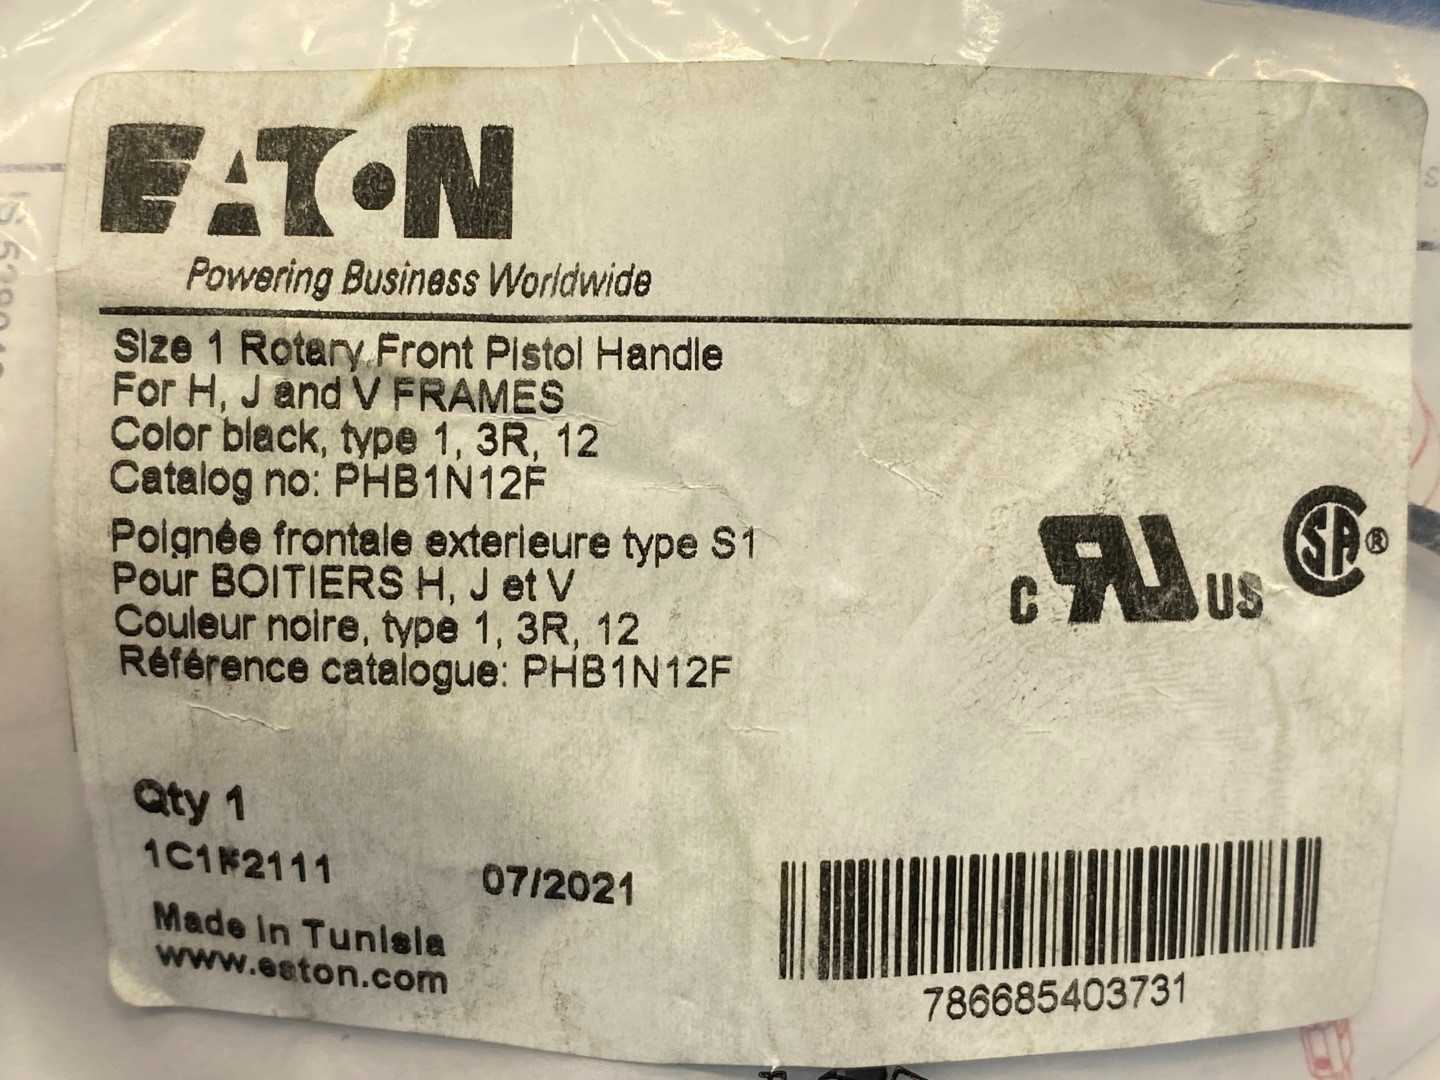 EATON
Powering Business Worldwide
Size 1 Rotary Front Pistol Handle
For H, J and V FRAMES
Color black, type 1, 3R, 12
Catalog no: PHB1N12F
Poignée frontale exterieure type S1
Pour BOITIERS H, J et V
Couleur noire, type 1, 3R, 12
Référence catalogue: PHB1N12F
C RU US
SA®
Qty 1
07/2021
Made in Tunisia
www.eaton.com
786685403731